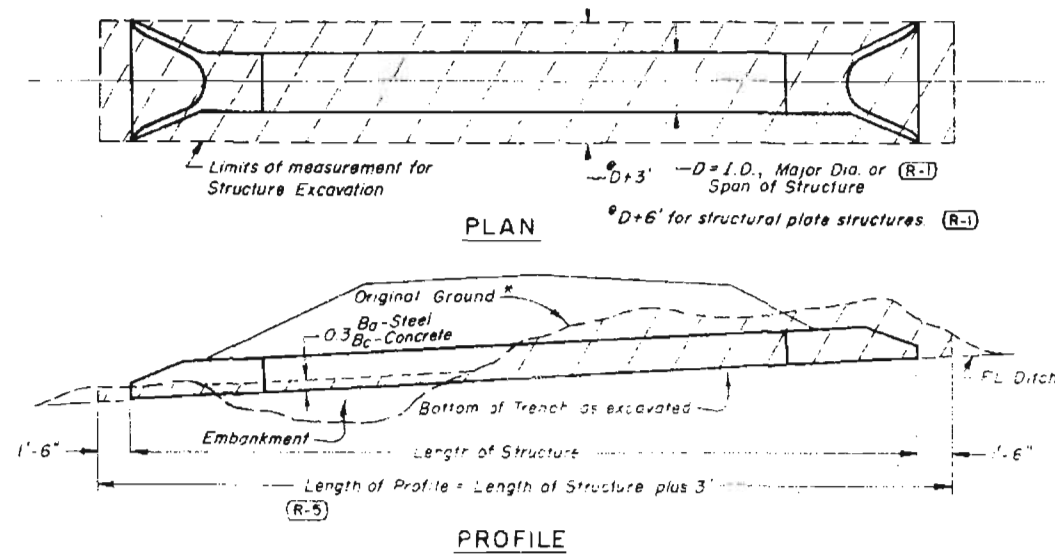 Limits of measurement for
Structure Excavation
D+3'
D = I.D., Major Dia. or (R-1)
Span of Structure
PLAN
D+6' for structural plate structures. (R-1)
Original Ground *
0.3 Ba-Steel
Bc-Concrete
FL Ditch
Bottom of Trench as excavated
Embankment
1'-6"
Length of Structure
1'-6"
Length of Profile = Length of Structure plus 3'
(R-5)
PROFILE